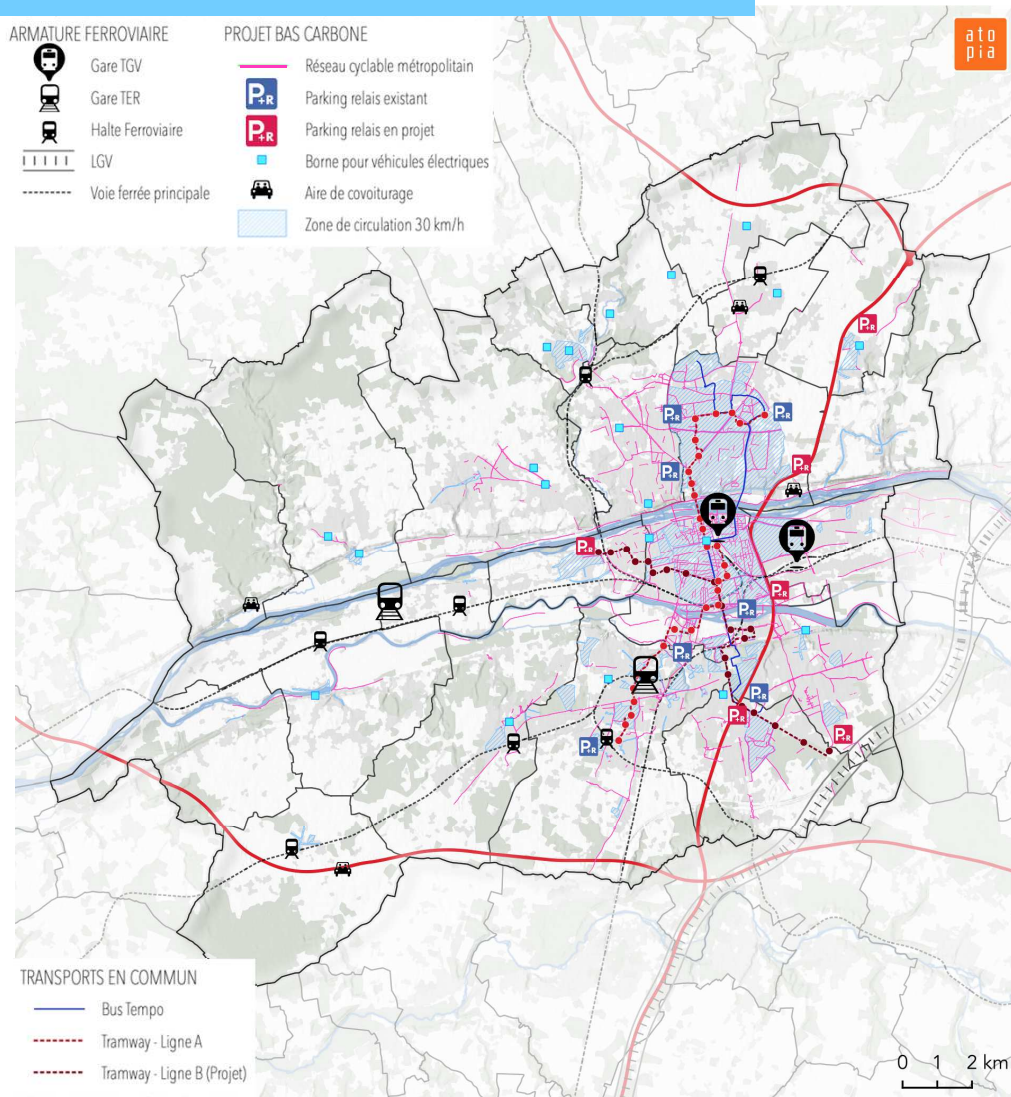 ARMATURE FERROVIAIRE
Gare TGV
Gare TER
Halte Ferroviaire
LGV
Voie ferrée principale
PROJET BAS CARBONE
Réseau cyclable métropolitain
P+R Parking relais existant
P+R Parking relais en projet
Borne pour véhicules électriques
Aire de covoiturage
Zone de circulation 30 km/h
ato
pia
P+R
P+R
P+R
P+R
P+R
P+R
P+R
P+R
P+R
P+R
P+R
P+R
P+R
TRANSPORTS EN COMMUN
Bus Tempo
Tramway - Ligne A
Tramway - Ligne B (Projet)
0 1 2 km